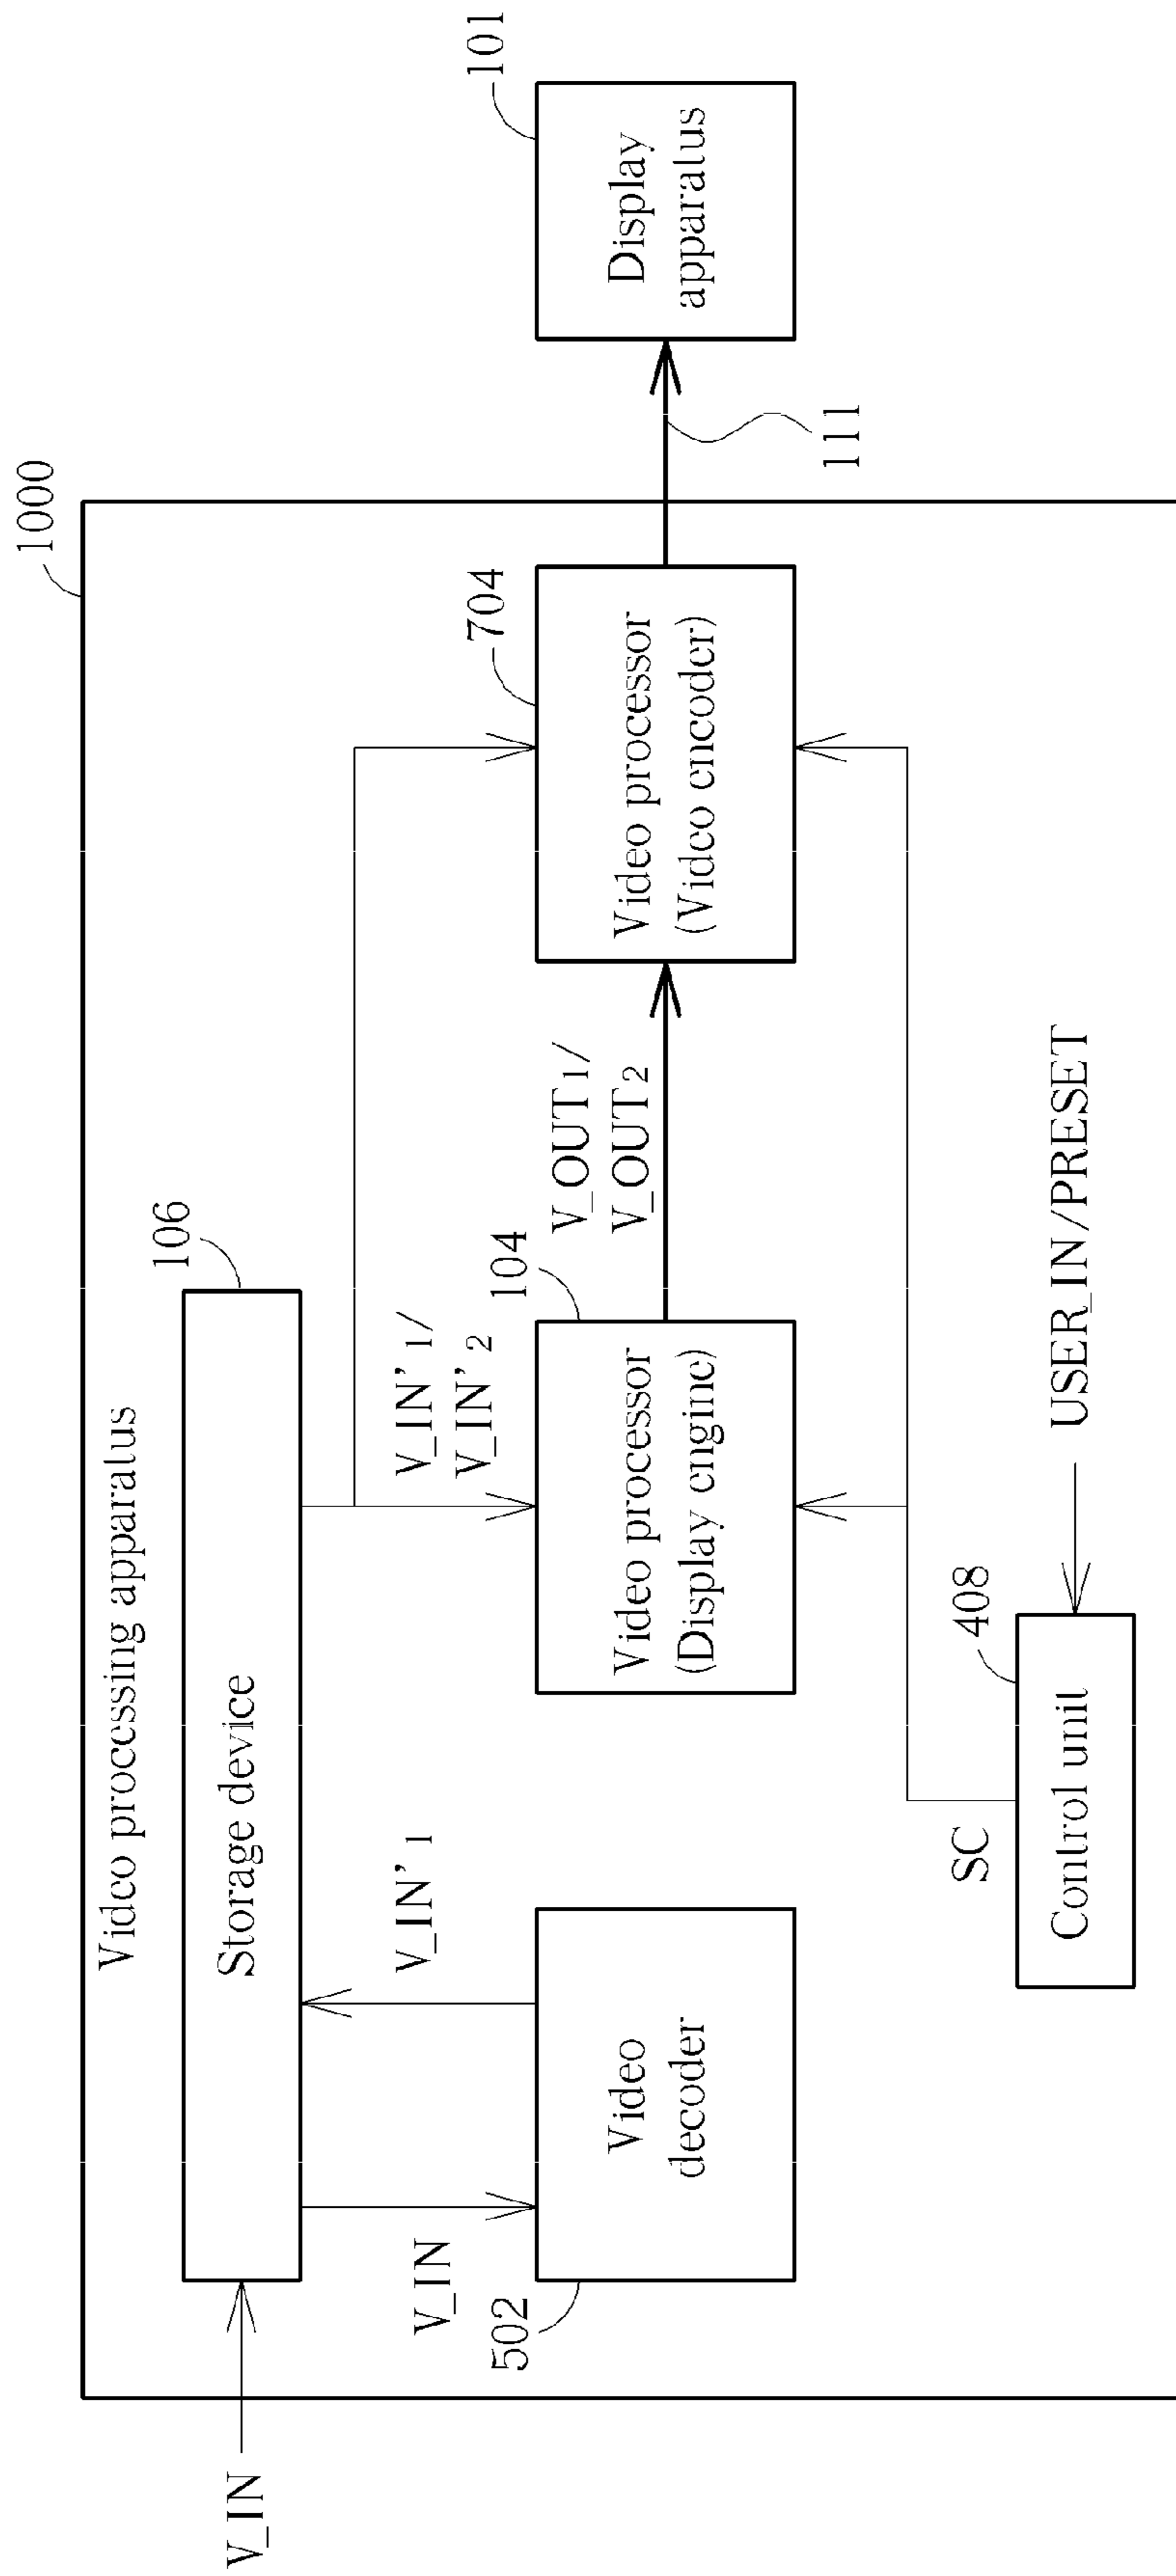 1000
Video processing apparatus
V_IN
Storage device
106
V_IN
V_IN'1
V_IN'1/
V_IN'2
502
Video
decoder
104
Video processor
(Display engine)
V_OUT1/
V_OUT2
704
Video processor
(Video encoder)
111
101
Display
apparatus
SC
408
Control unit
USER_IN/PRESET